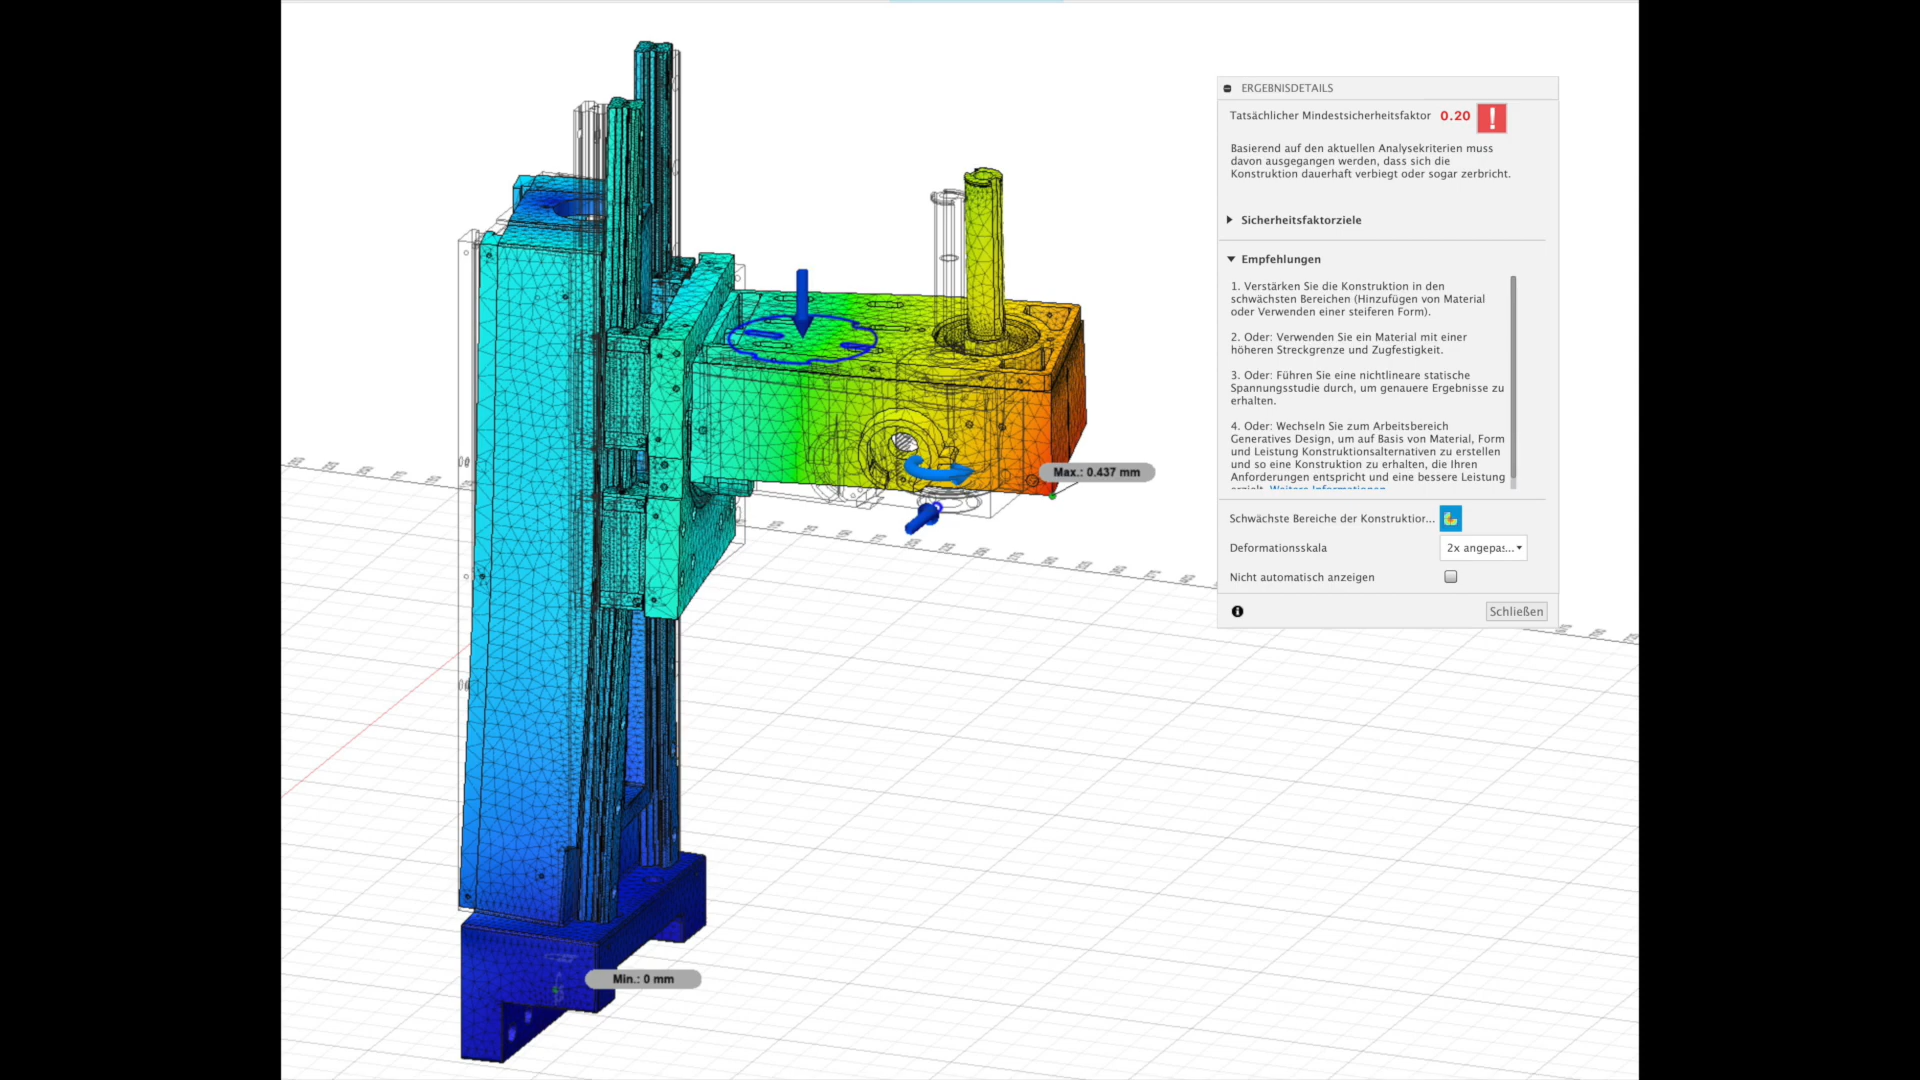 ERGEBNISDETAILS
Tatsächlicher Mindestsicherheitsfaktor 0.20
Basierend auf den aktuellen Analysekriterien muss
davon ausgegangen werden, dass sich die
Konstruktion dauerhaft verbiegt oder sogar zerbricht.
Sicherheitsfaktorziele
Empfehlungen
1. Verstärken Sie die Konstruktion in den
schwächsten Bereichen (Hinzufügen von Material
oder Verwenden einer steiferen Form).
2. Oder: Verwenden Sie ein Material mit einer
höheren Streckgrenze und Zugfestigkeit.
3. Oder: Führen Sie eine nichtlineare statische
Spannungsstudie durch, um genauere Ergebnisse zu
erhalten.
4. Oder: Wechseln Sie zum Arbeitsbereich
Generatives Design, um auf Basis von Material, Form
und Leistung Konstruktionsalternativen zu erstellen
und so eine Konstruktion zu erhalten, die Ihren
Anforderungen entspricht und eine bessere Leistung
erzielt. Weitere Informationen
Schwächste Bereiche der Konstruktior...
Deformationsskala 2x angepas...
Nicht automatisch anzeigen
Schließen
Max.: 0.437 mm
Min.: 0 mm